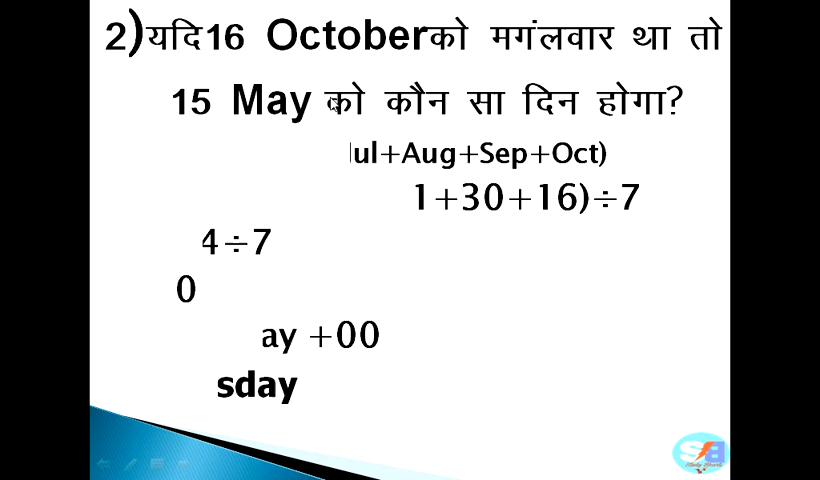 2)यदि16 Octoberको मगंलवार था तो
15 May को कौन सा दिन होगा?
ul+Aug+Sep+Oct)
1+30+16)÷7
4÷7
0
ay +00
sday